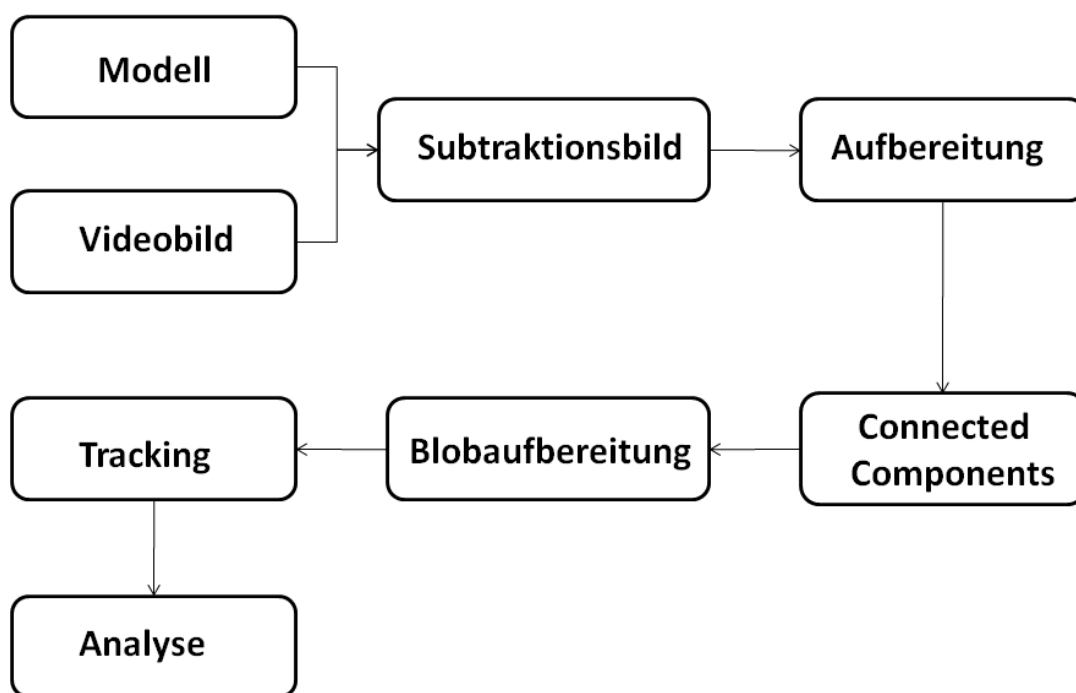 Modell
Videobild
Subtraktionsbild
Aufbereitung
Connected
Components
Blobaufbereitung
Tracking
Analyse